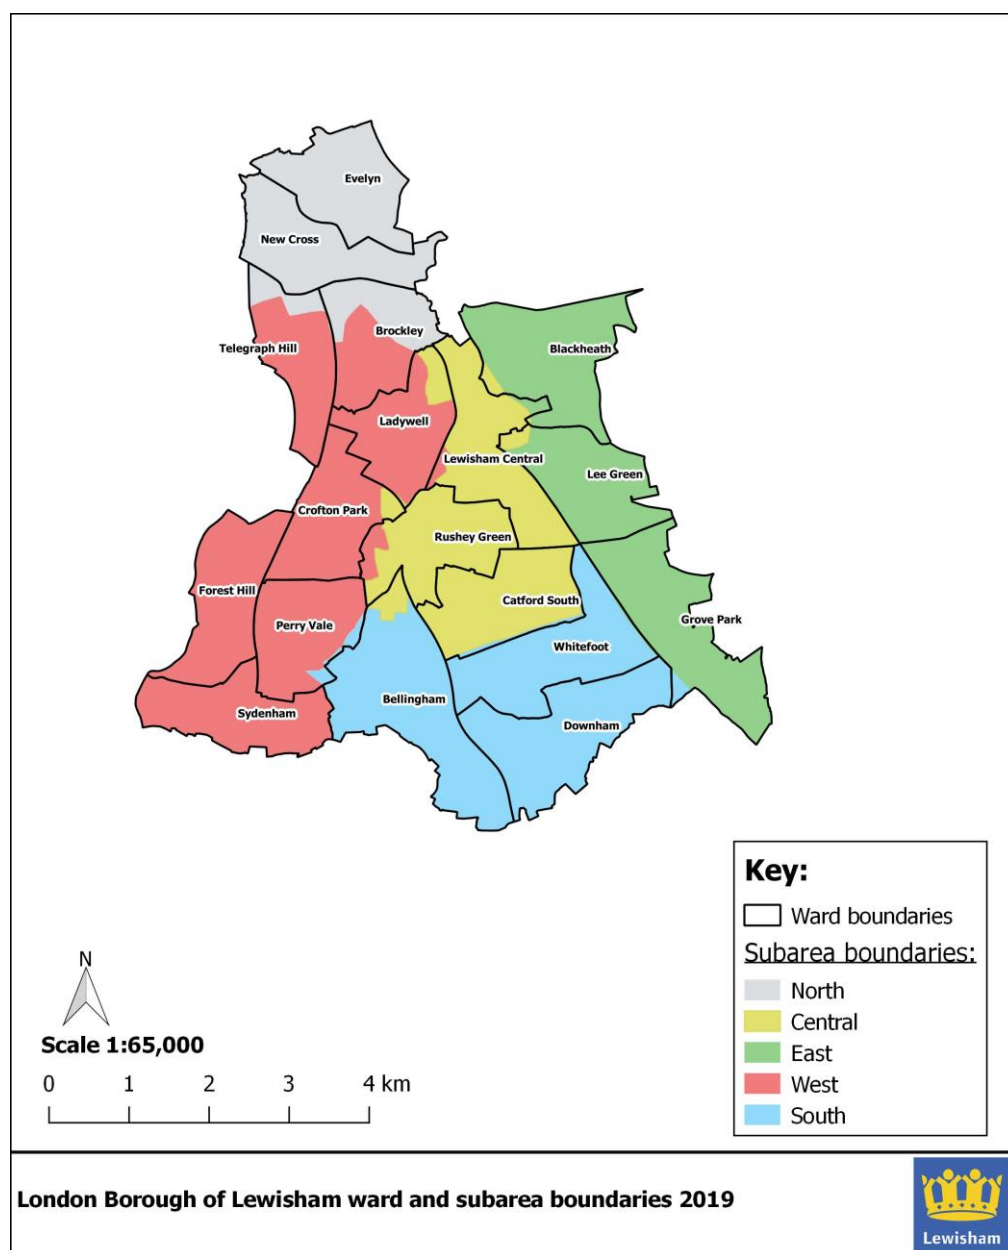 Evelyn
New Cross
Brockley
Telegraph Hill
Blackheath
Ladywell
Lewisham Central
Lee Green
Crofton Park
Rushey Green
Forest Hill
Catford South
Perry Vale
Grove Park
Whitefoot
Bellingham
Sydenham
Downham
Key:
Ward boundaries
Subarea boundaries:
North
Central
East
West
South
N
Scale 1:65,000
0 1 2 3 4 km
London Borough of Lewisham ward and subarea boundaries 2019
Lewisham